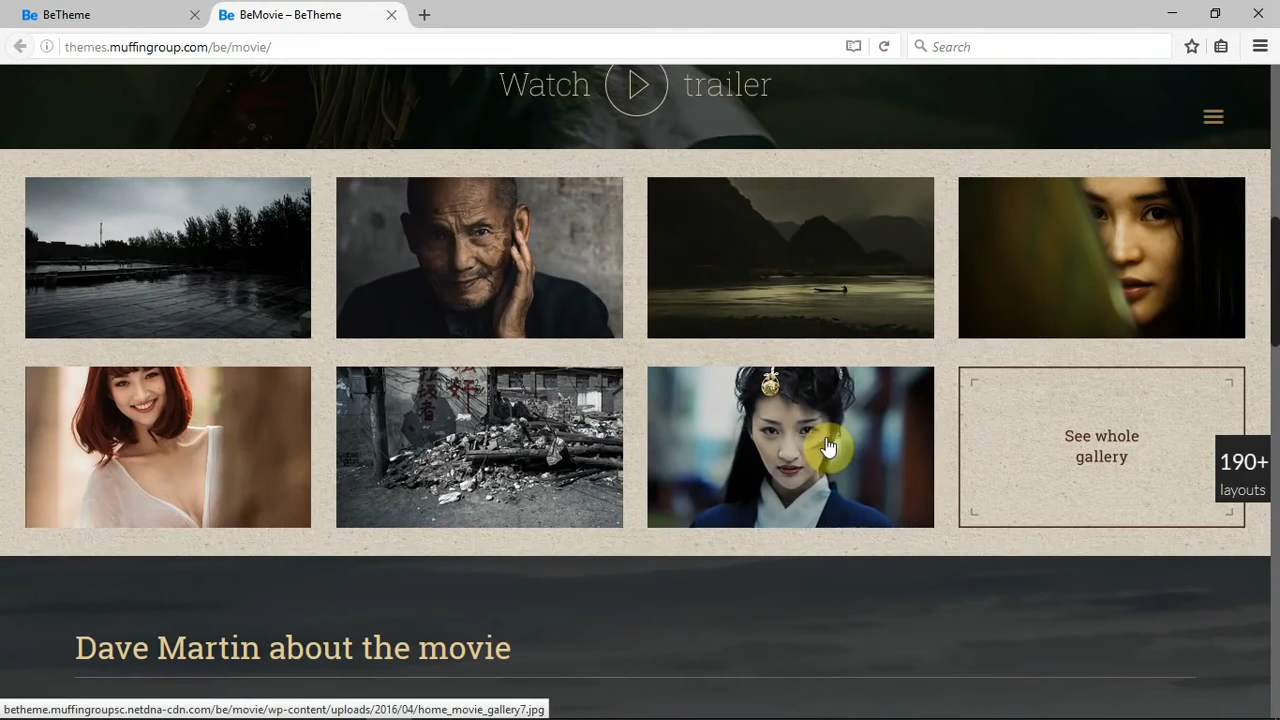 Be BeTheme
Be BeMovie – BeTheme
themes.muffingroup.com/be/movie/
Search
Watch trailer
See whole
gallery
190+
layouts
Dave Martin about the movie
betheme.muffingroupsc.netdna-cdn.com/be/movie/wp-content/uploads/2016/04/home_movie_gallery7.jpg